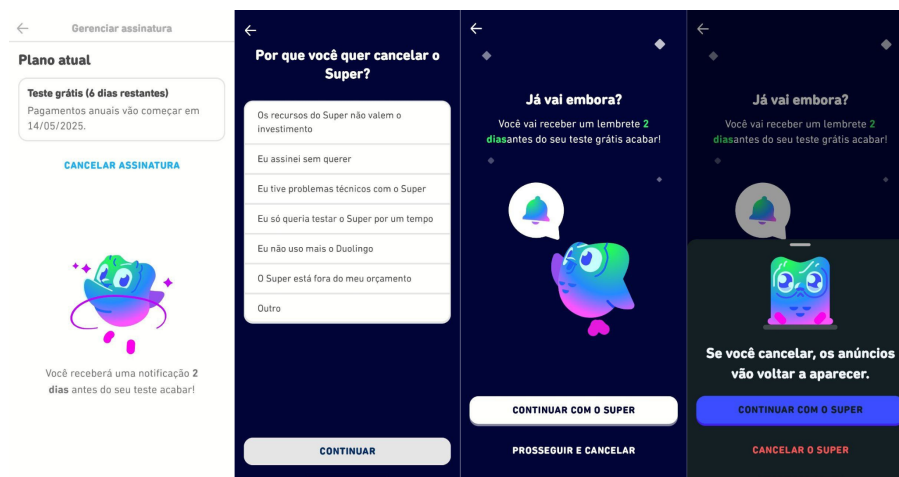 Gerenciar assinatura
Plano atual
Teste grátis (6 dias restantes)
Pagamentos anuais vão começar em
14/05/2025.
CANCELAR ASSINATURA
Você receberá uma notificação 2
dias antes do seu teste acabar!
Por que você quer cancelar o
Super?
Os recursos do Super não valem o
investimento
Eu assinei sem querer
Eu tive problemas técnicos com o Super
Eu só queria testar o Super por um tempo
Eu não uso mais o Duolingo
O Super está fora do meu orçamento
Outro
CONTINUAR
Já vai embora?
Você vai receber um lembrete 2
diasantes do seu teste grátis acabar!
CONTINUAR COM O SUPER
PROSSEGUIR E CANCELAR
Já vai embora?
Você vai receber um lembrete 2
diasantes do seu teste grátis acabar!
Se você cancelar, os anúncios
vão voltar a aparecer.
CONTINUAR COM O SUPER
CANCELAR O SUPER